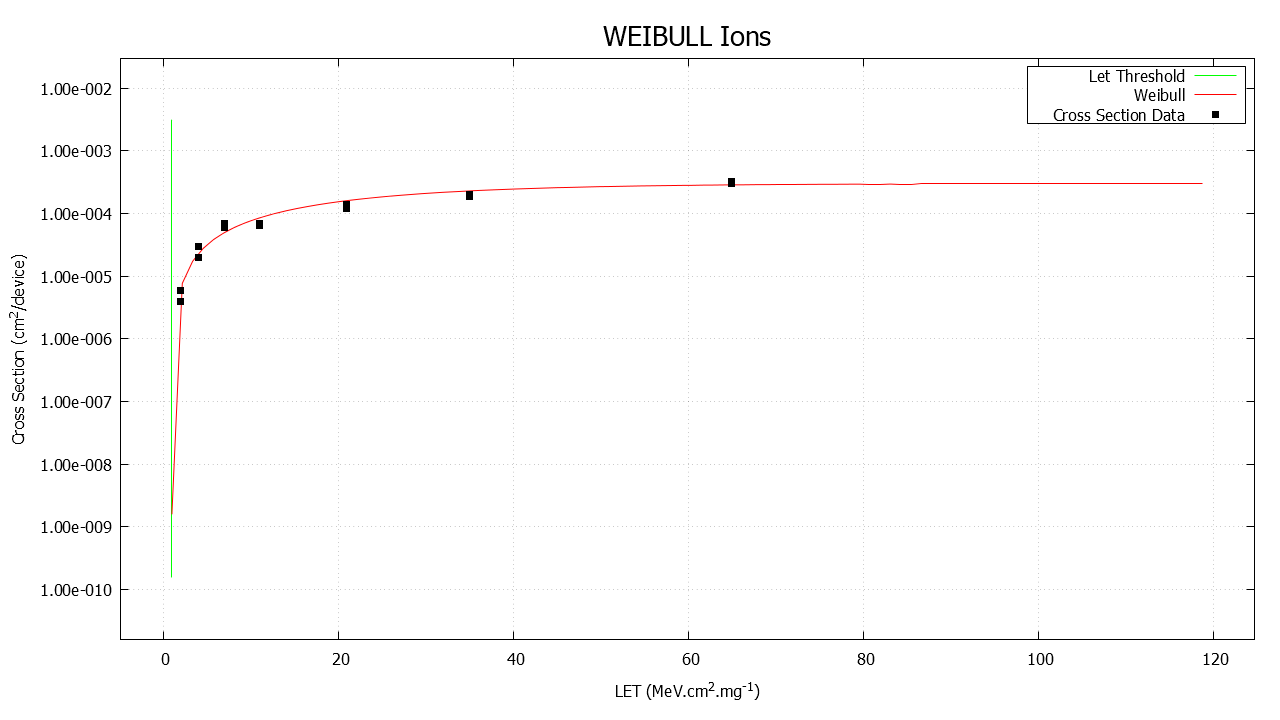 WEIBULL Ions
Let Threshold
Weibull
Cross Section Data
1.00e-002
1.00e-003
1.00e-004
1.00e-005
1.00e-006
1.00e-007
1.00e-008
1.00e-009
1.00e-010
Cross Section (cm²/device)
0 20 40 60 80 100 120
LET (MeV.cm².mg⁻¹)